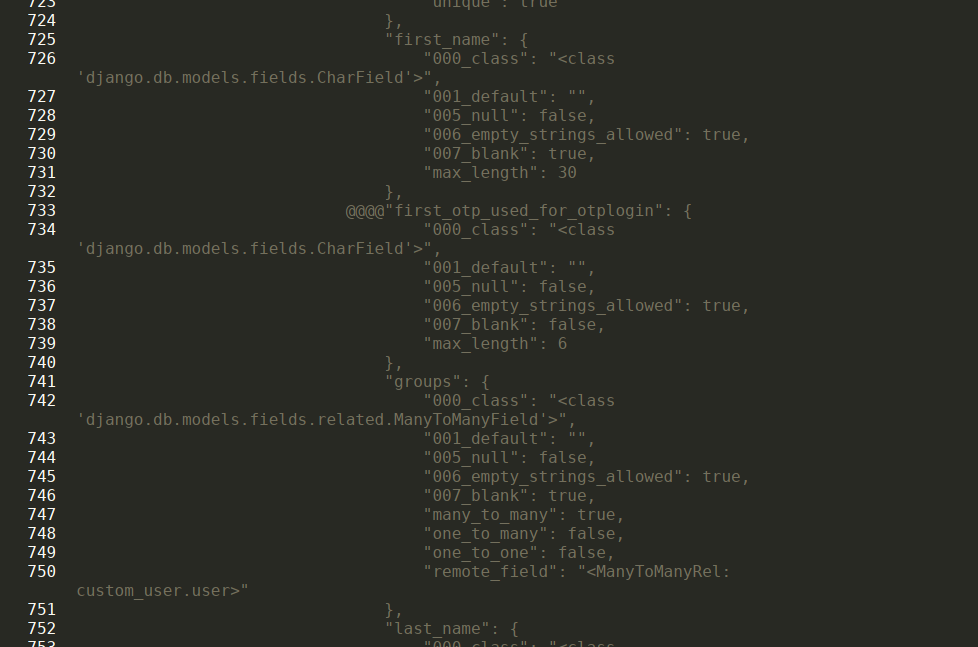 723 "unique": true
724 },
725 "first_name": {
726 "000_class": "<class
'django.db.models.fields.CharField'>",
727 "001_default": "",
728 "005_null": false,
729 "006_empty_strings_allowed": true,
730 "007_blank": true,
731 "max_length": 30
732 },
733 @@@@"first_otp_used_for_otplogin": {
734 "000_class": "<class
'django.db.models.fields.CharField'>",
735 "001_default": "",
736 "005_null": false,
737 "006_empty_strings_allowed": true,
738 "007_blank": false,
739 "max_length": 6
740 },
741 "groups": {
742 "000_class": "<class
'django.db.models.fields.related.ManyToManyField'>",
743 "001_default": "",
744 "005_null": false,
745 "006_empty_strings_allowed": true,
746 "007_blank": true,
747 "many_to_many": true,
748 "one_to_many": false,
749 "one_to_one": false,
750 "remote_field": "<ManyToManyRel:
custom_user.user>"
751 },
752 "last_name": {
753 "000_class": "<class